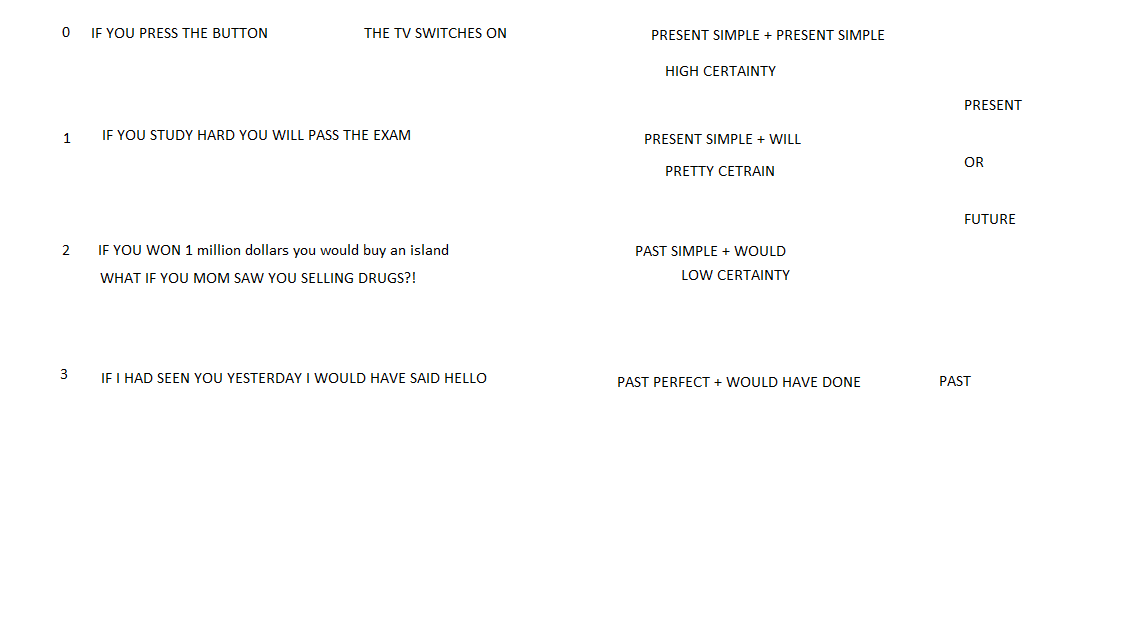 0 IF YOU PRESS THE BUTTON THE TV SWITCHES ON PRESENT SIMPLE + PRESENT SIMPLE
HIGH CERTAINTY
PRESENT
1 IF YOU STUDY HARD YOU WILL PASS THE EXAM PRESENT SIMPLE + WILL
OR
PRETTY CETRAIN
FUTURE
2 IF YOU WON 1 million dollars you would buy an island PAST SIMPLE + WOULD
WHAT IF YOU MOM SAW YOU SELLING DRUGS?! LOW CERTAINTY
3 IF I HAD SEEN YOU YESTERDAY I WOULD HAVE SAID HELLO PAST PERFECT + WOULD HAVE DONE PAST